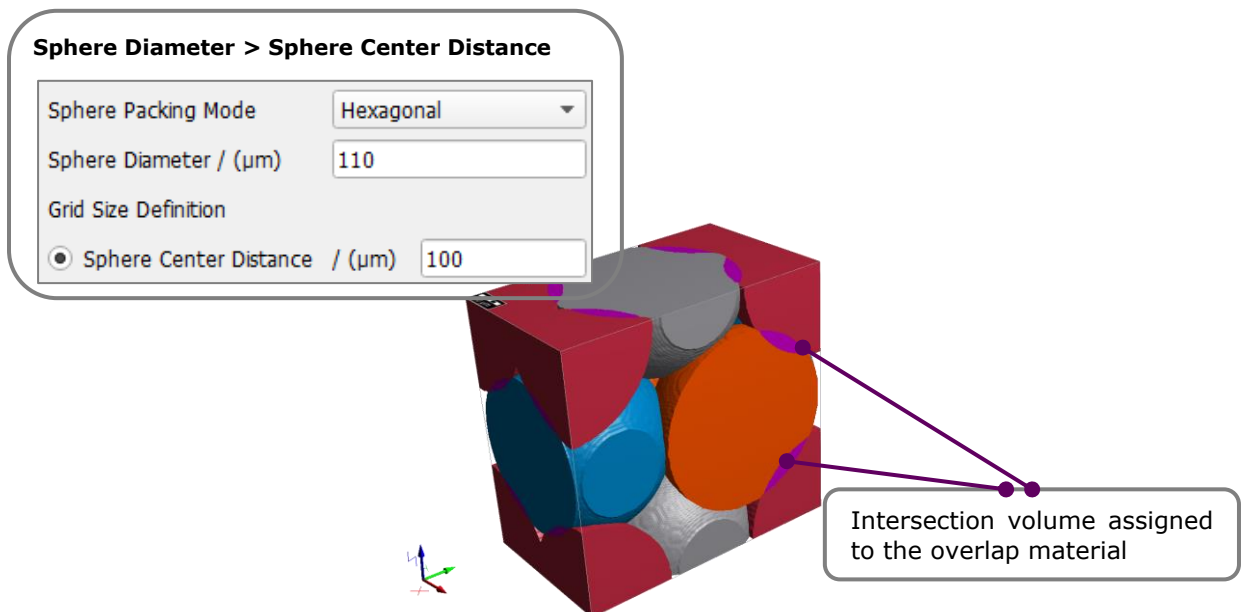 Sphere Diameter > Sphere Center Distance
Sphere Packing Mode Hexagonal
Sphere Diameter / (µm) 110
Grid Size Definition
Sphere Center Distance / (µm) 100
Intersection volume assigned
to the overlap material